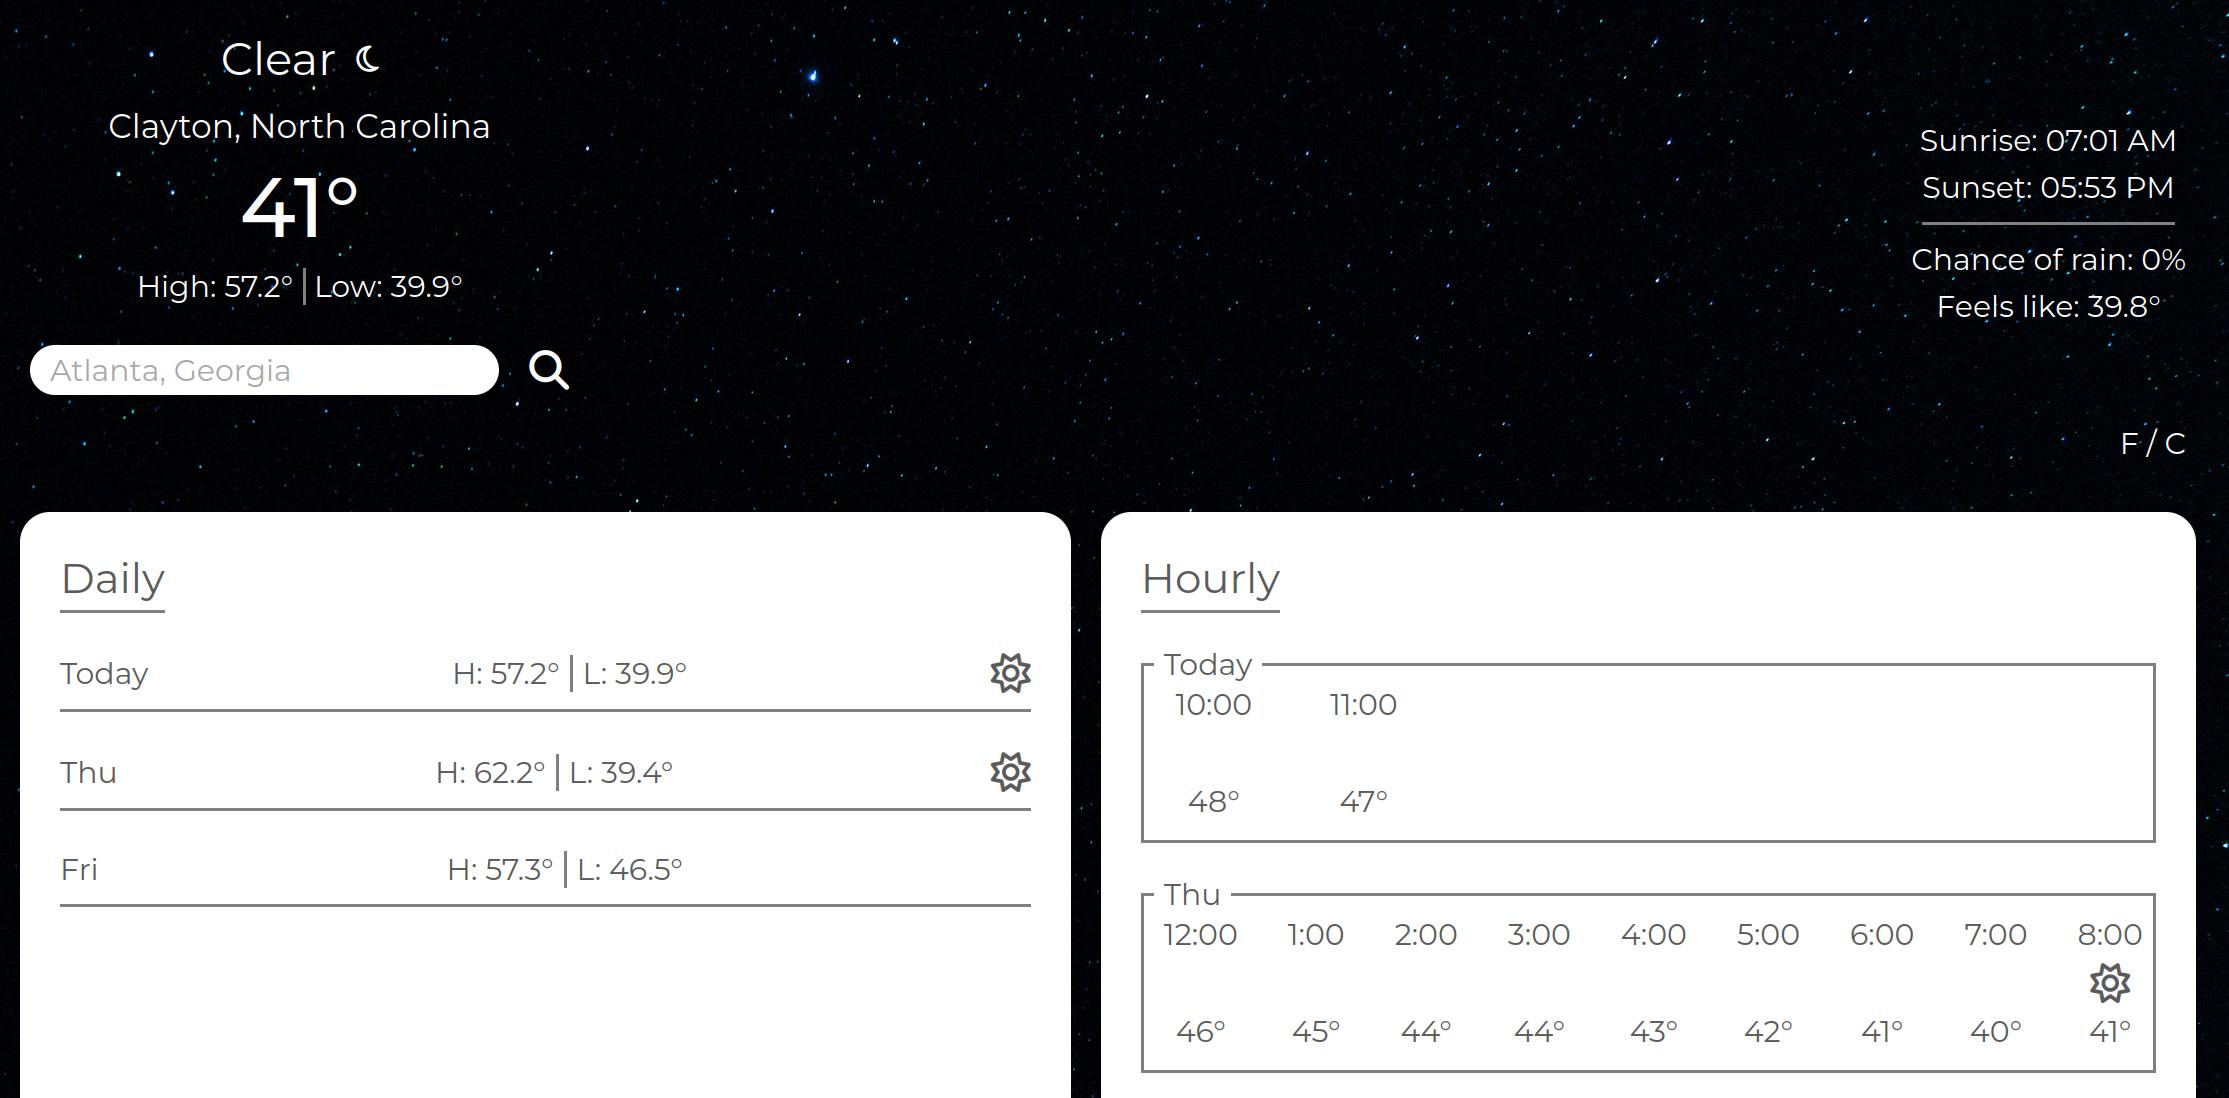 Clear
Clayton, North Carolina
41°
High: 57.2° Low: 39.9°
Atlanta, Georgia
Sunrise: 07:01 AM
Sunset: 05:53 PM
Chance of rain: 0%
Feels like: 39.8°
F / C
Daily
Today H: 57.2° L: 39.9°
Thu H: 62.2° L: 39.4°
Fri H: 57.3° L: 46.5°
Hourly
Today
10:00 11:00
48° 47°
Thu
12:00 1:00 2:00 3:00 4:00 5:00 6:00 7:00 8:00
46° 45° 44° 44° 43° 42° 41° 40° 41°